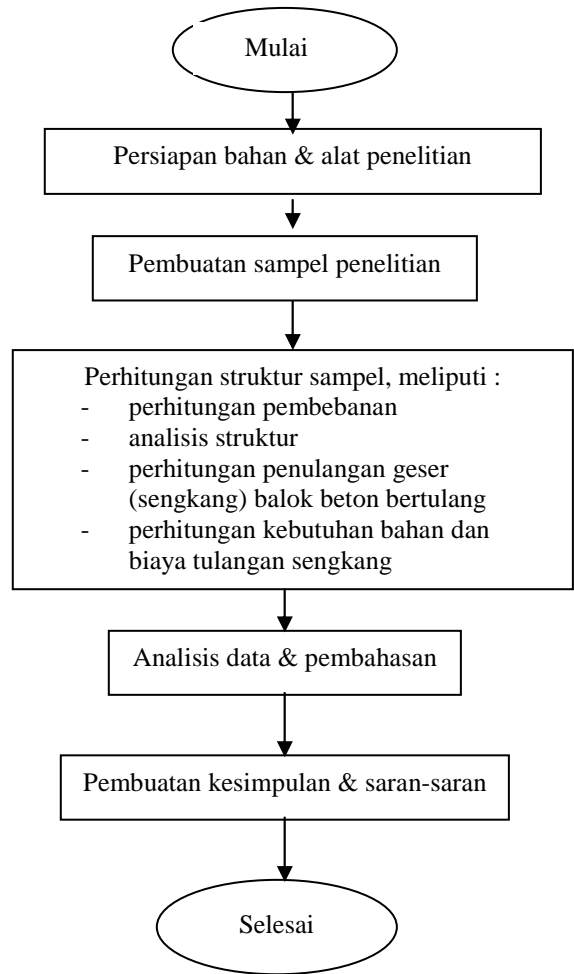 Mulai
Persiapan bahan & alat penelitian
Pembuatan sampel penelitian
Perhitungan struktur sampel, meliputi :
- perhitungan pembebanan
- analisis struktur
- perhitungan penulangan geser
(sengkang) balok beton bertulang
- perhitungan kebutuhan bahan dan
biaya tulangan sengkang
Analisis data & pembahasan
Pembuatan kesimpulan & saran-saran
Selesai